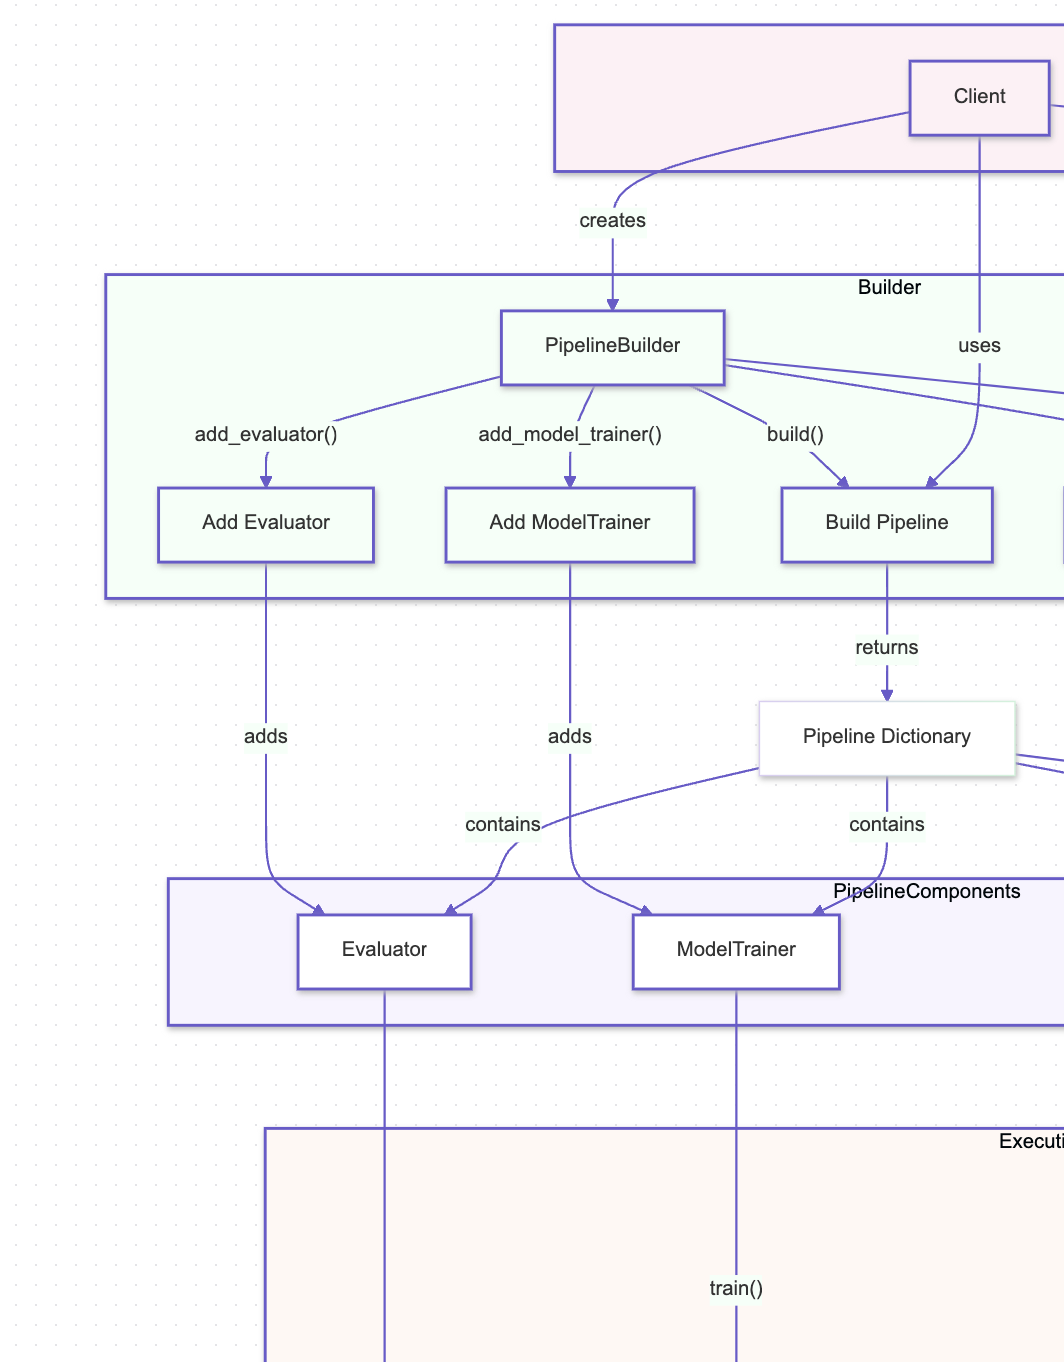 Client
creates
Builder
PipelineBuilder
uses
add_evaluator()
add_model_trainer()
build()
Add Evaluator
Add ModelTrainer
Build Pipeline
returns
adds
adds
Pipeline Dictionary
contains
contains
PipelineComponents
Evaluator
ModelTrainer
Executi
train()